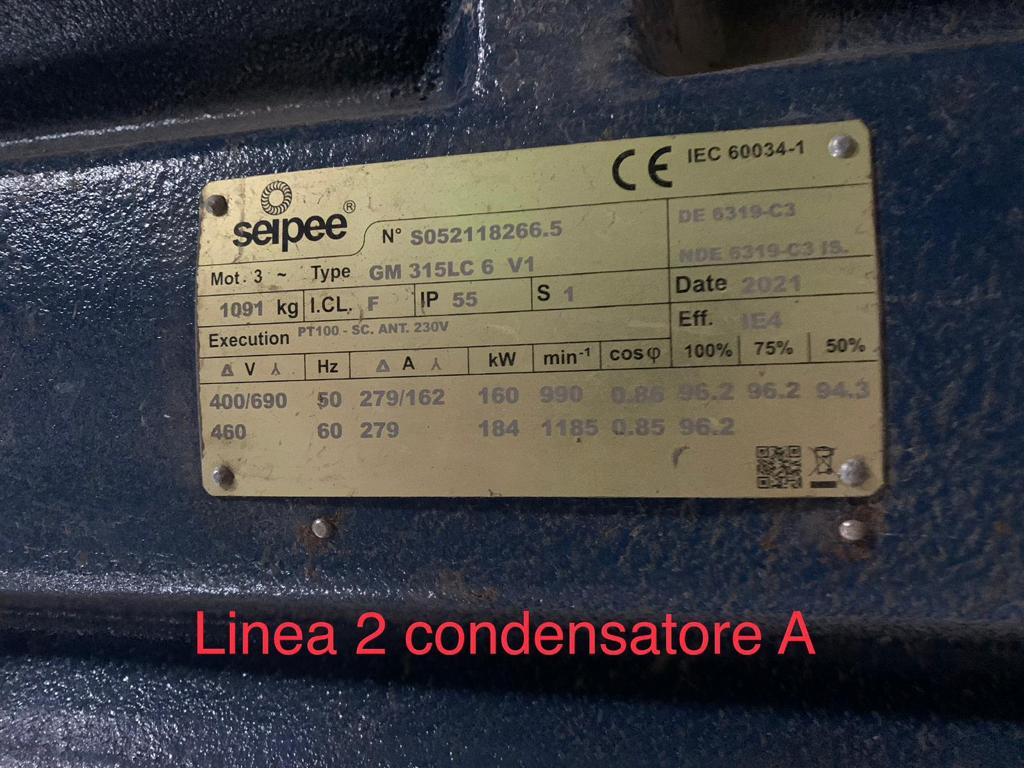 CE IEC 60034-1
seipee® N° S052118266.5 DE 6319-C3
NDE 6319-C3 IS.
Mot. 3 ~ Type GM 315LC 6 V1
1091 kg I.CL. F IP 55 S 1 Date 2021
Execution PT100 - SC. ANT. 230V Eff. IE4
Δ V Y Hz Δ A Y kW min-¹ cosφ 100% 75% 50%
400/690 50 279/162 160 990 0.86 96.2 96.2 94.3
460 60 279 184 1185 0.85 96.2
Linea 2 condensatore A